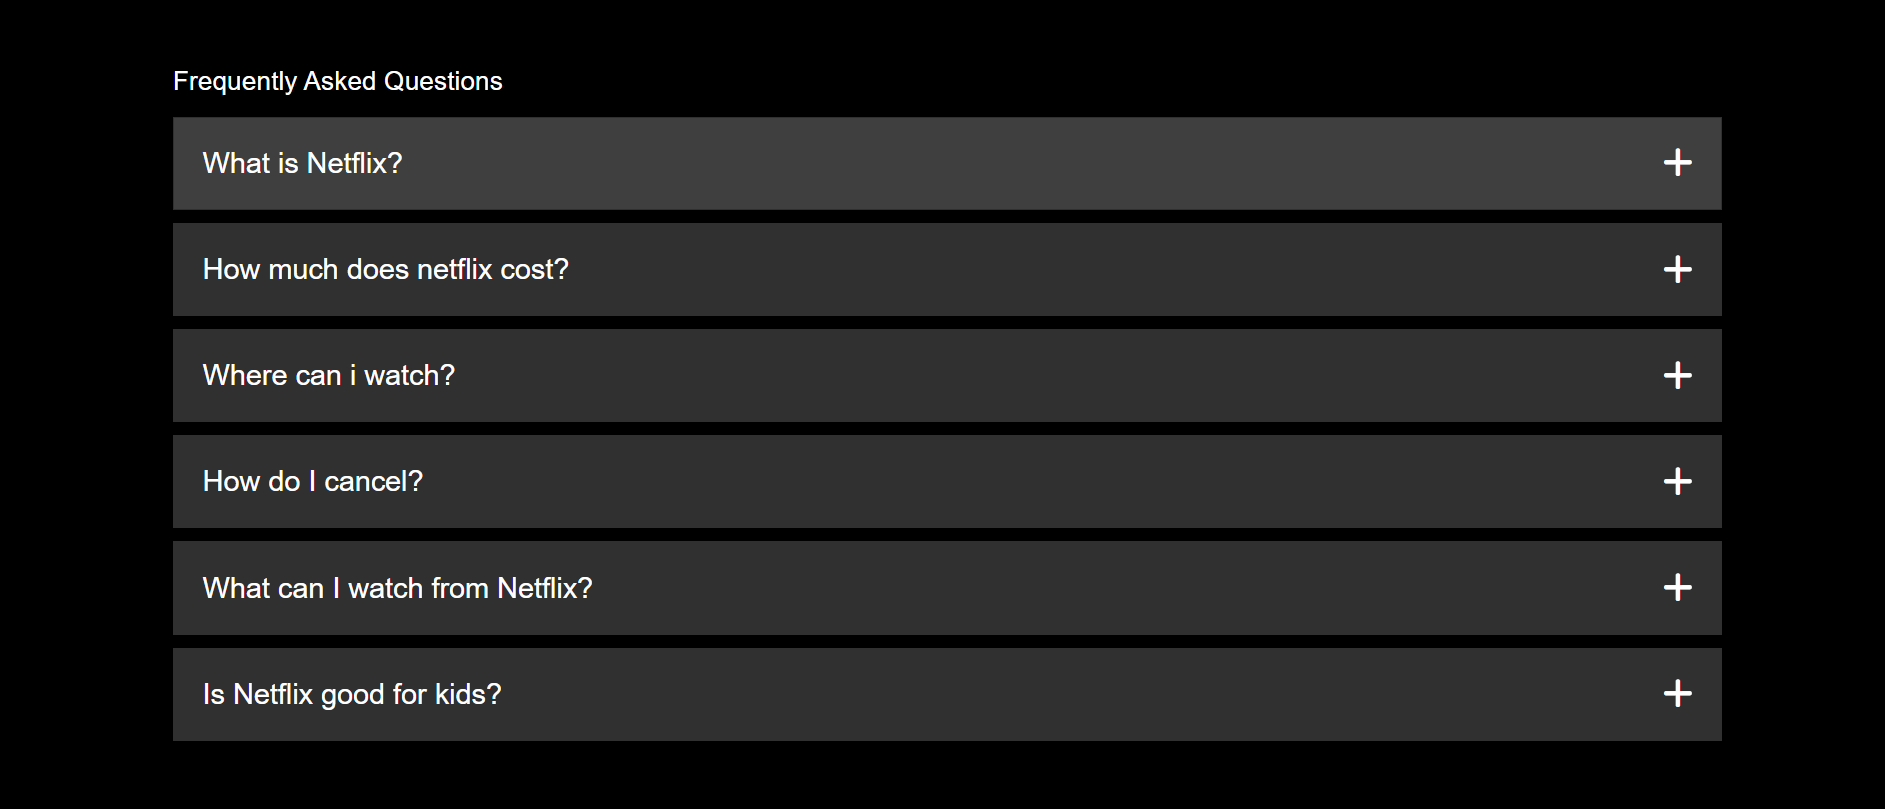 Frequently Asked Questions
What is Netflix?
How much does netflix cost?
Where can i watch?
How do I cancel?
What can I watch from Netflix?
Is Netflix good for kids?